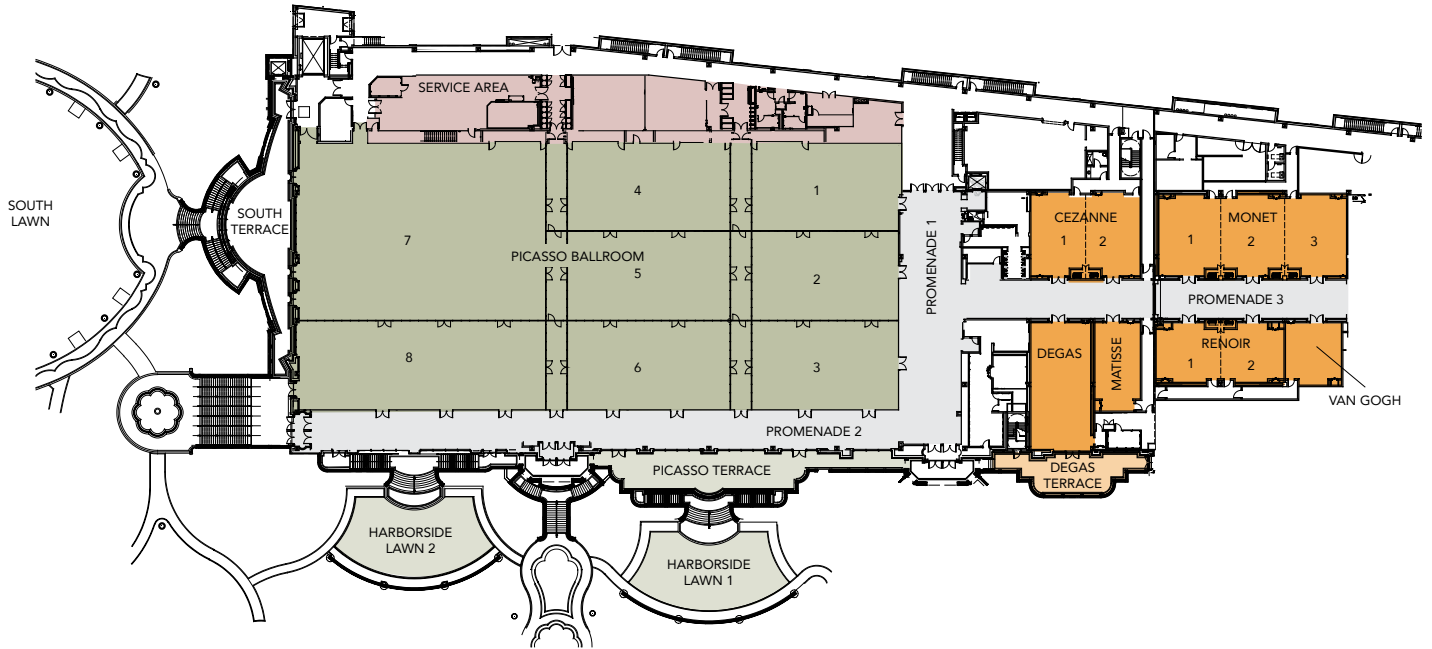 SERVICE AREA
SOUTH
LAWN
SOUTH
TERRACE
4
1
7
PICASSO BALLROOM
5
2
8
6
3
PROMENADE 1
CEZANNE
1 2
MONET
1 2 3
PROMENADE 3
DEGAS
MATISSE
RENOIR
1 2
VAN GOGH
PROMENADE 2
PICASSO TERRACE
DEGAS
TERRACE
HARBORSIDE
LAWN 2
HARBORSIDE
LAWN 1